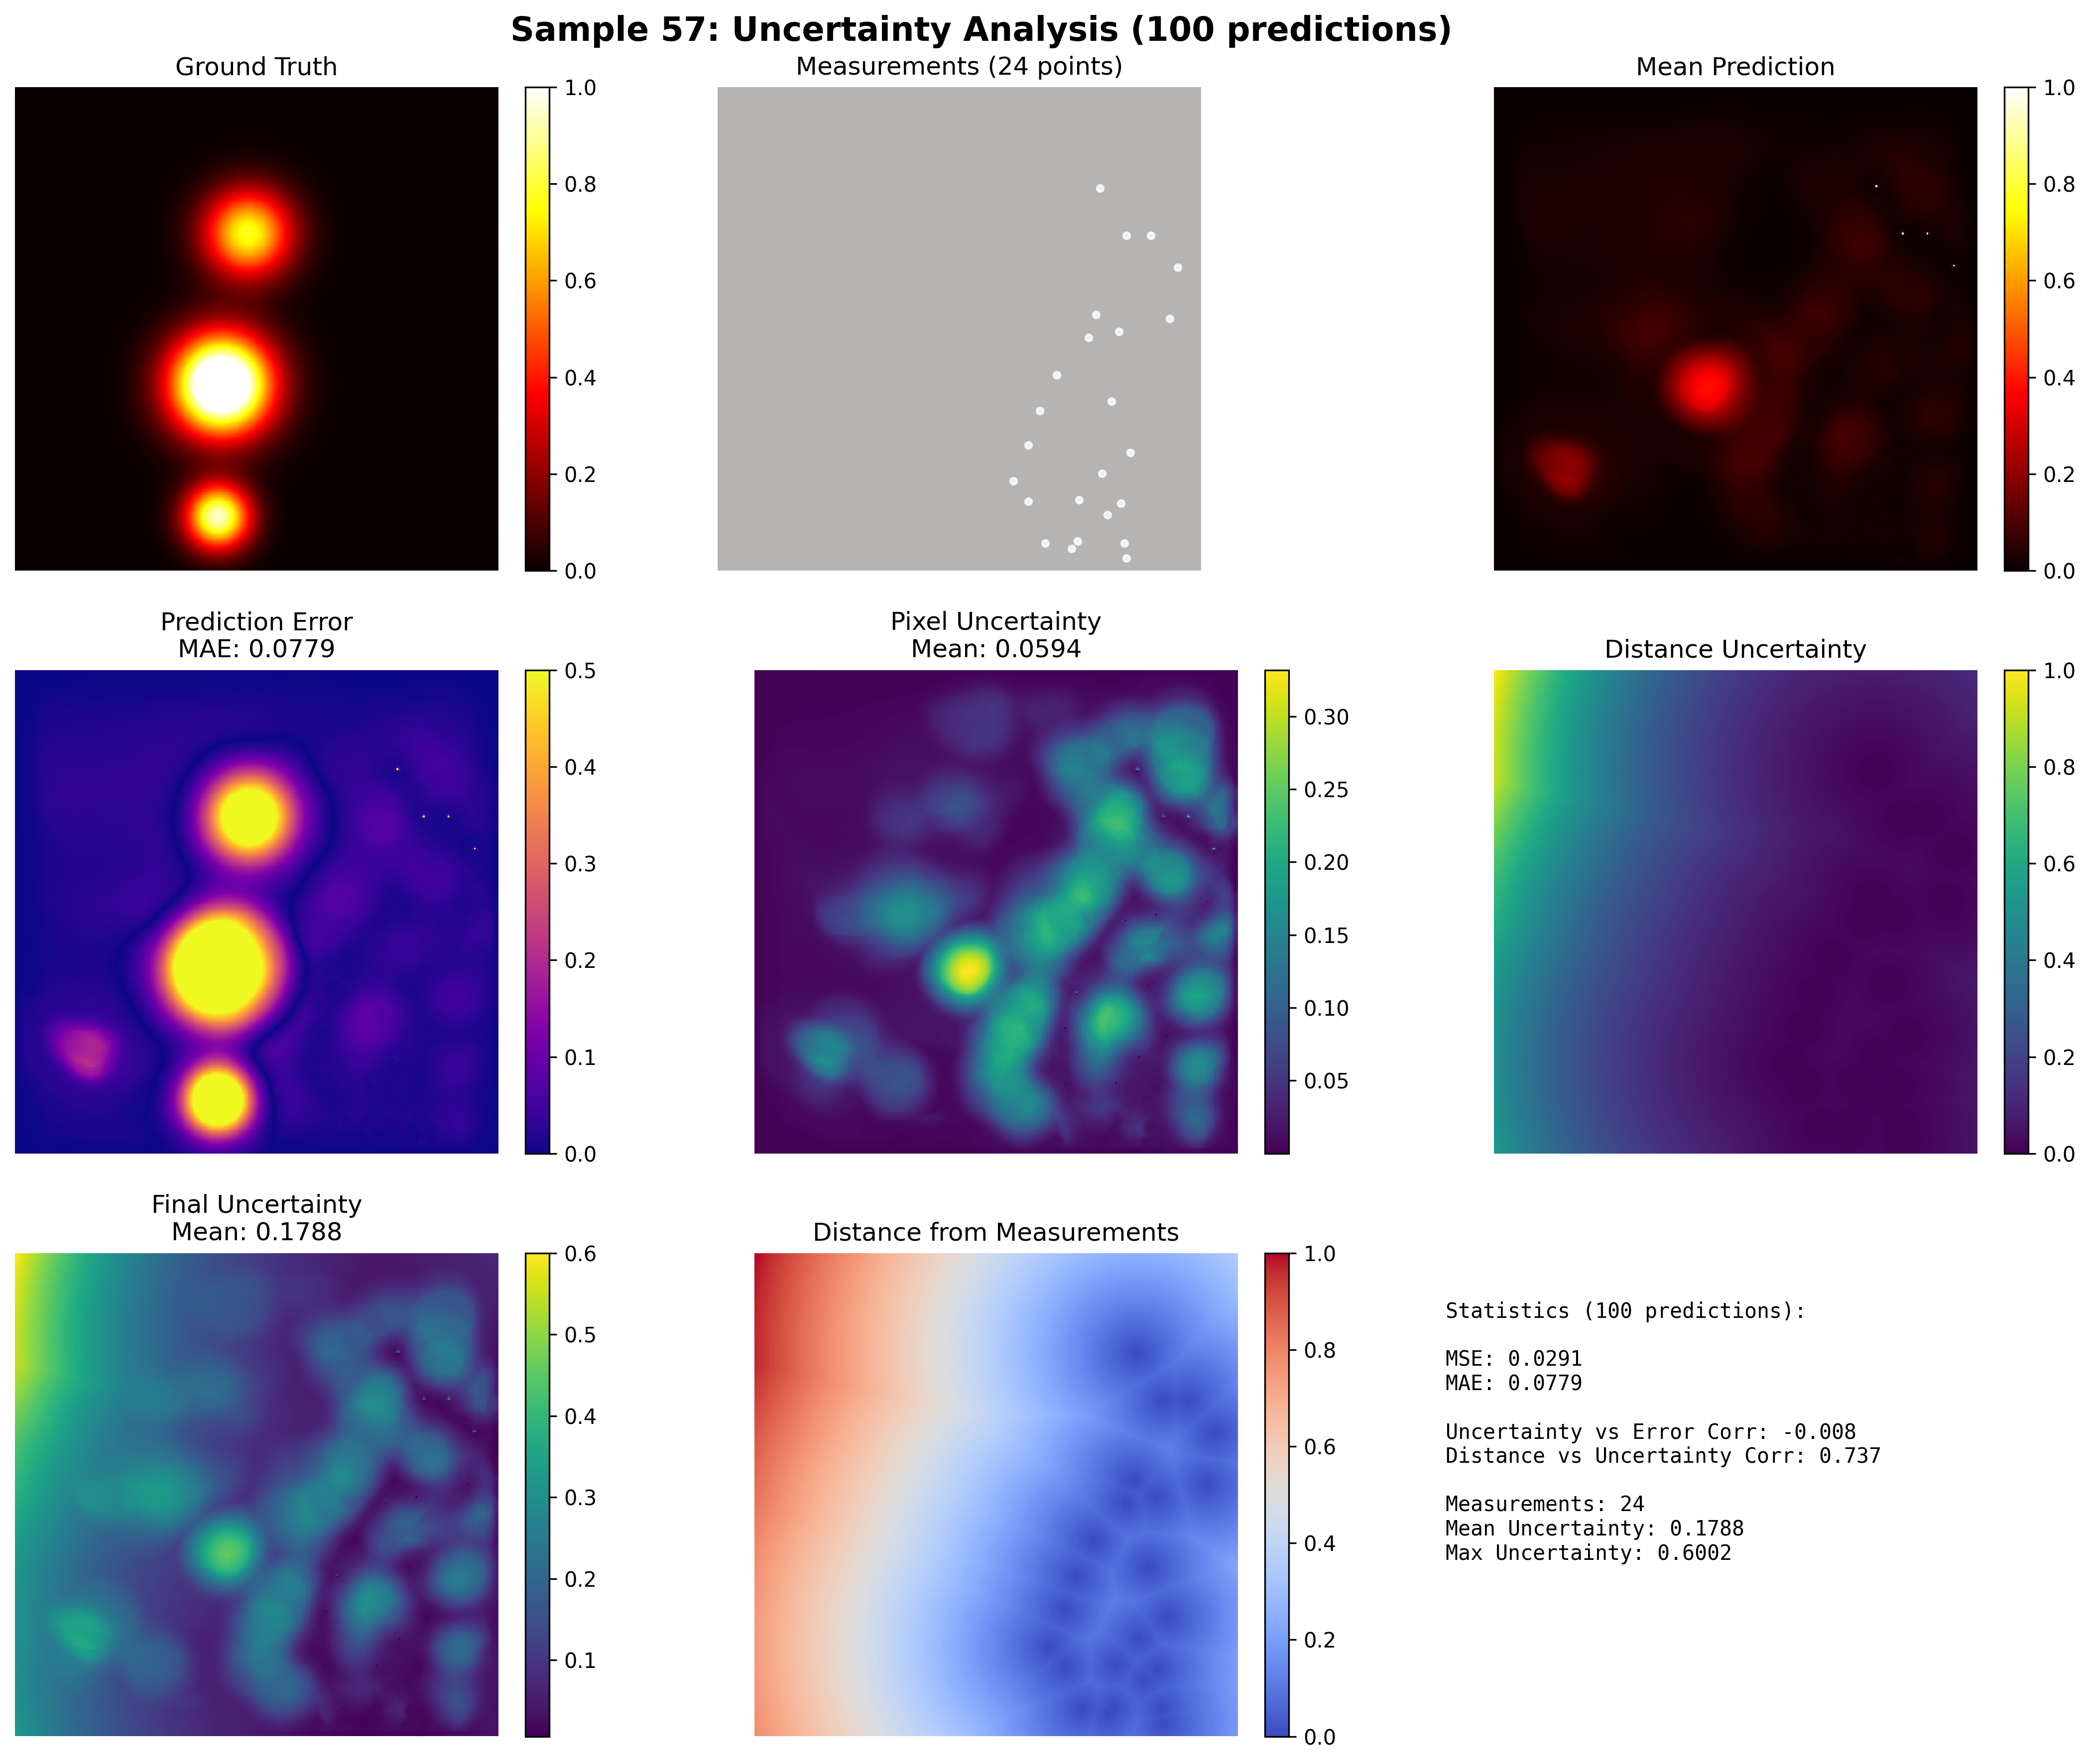 Sample 57: Uncertainty Analysis (100 predictions)
Ground Truth
1.0
0.8
0.6
0.4
0.2
0.0
Measurements (24 points)
Mean Prediction
1.0
0.8
0.6
0.4
0.2
0.0
Prediction Error
MAE: 0.0779
0.5
0.4
0.3
0.2
0.1
0.0
Pixel Uncertainty
Mean: 0.0594
0.30
0.25
0.20
0.15
0.10
0.05
Distance Uncertainty
1.0
0.8
0.6
0.4
0.2
0.0
Final Uncertainty
Mean: 0.1788
0.6
0.5
0.4
0.3
0.2
0.1
Distance from Measurements
1.0
0.8
0.6
0.4
0.2
0.0
Statistics (100 predictions):
MSE: 0.0291
MAE: 0.0779
Uncertainty vs Error Corr: -0.008
Distance vs Uncertainty Corr: 0.737
Measurements: 24
Mean Uncertainty: 0.1788
Max Uncertainty: 0.6002